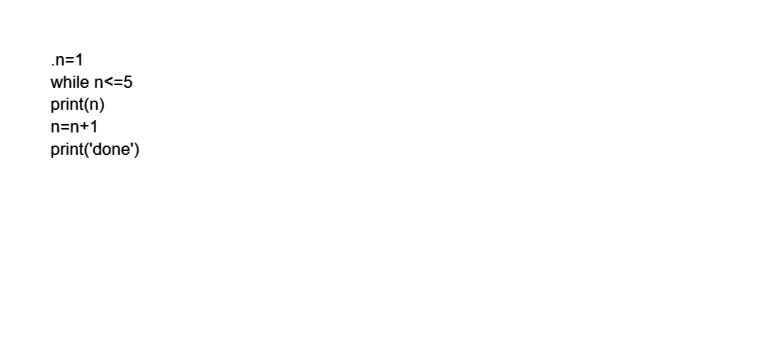 .n=1
while n<=5
print(n)
n=n+1
print('done')